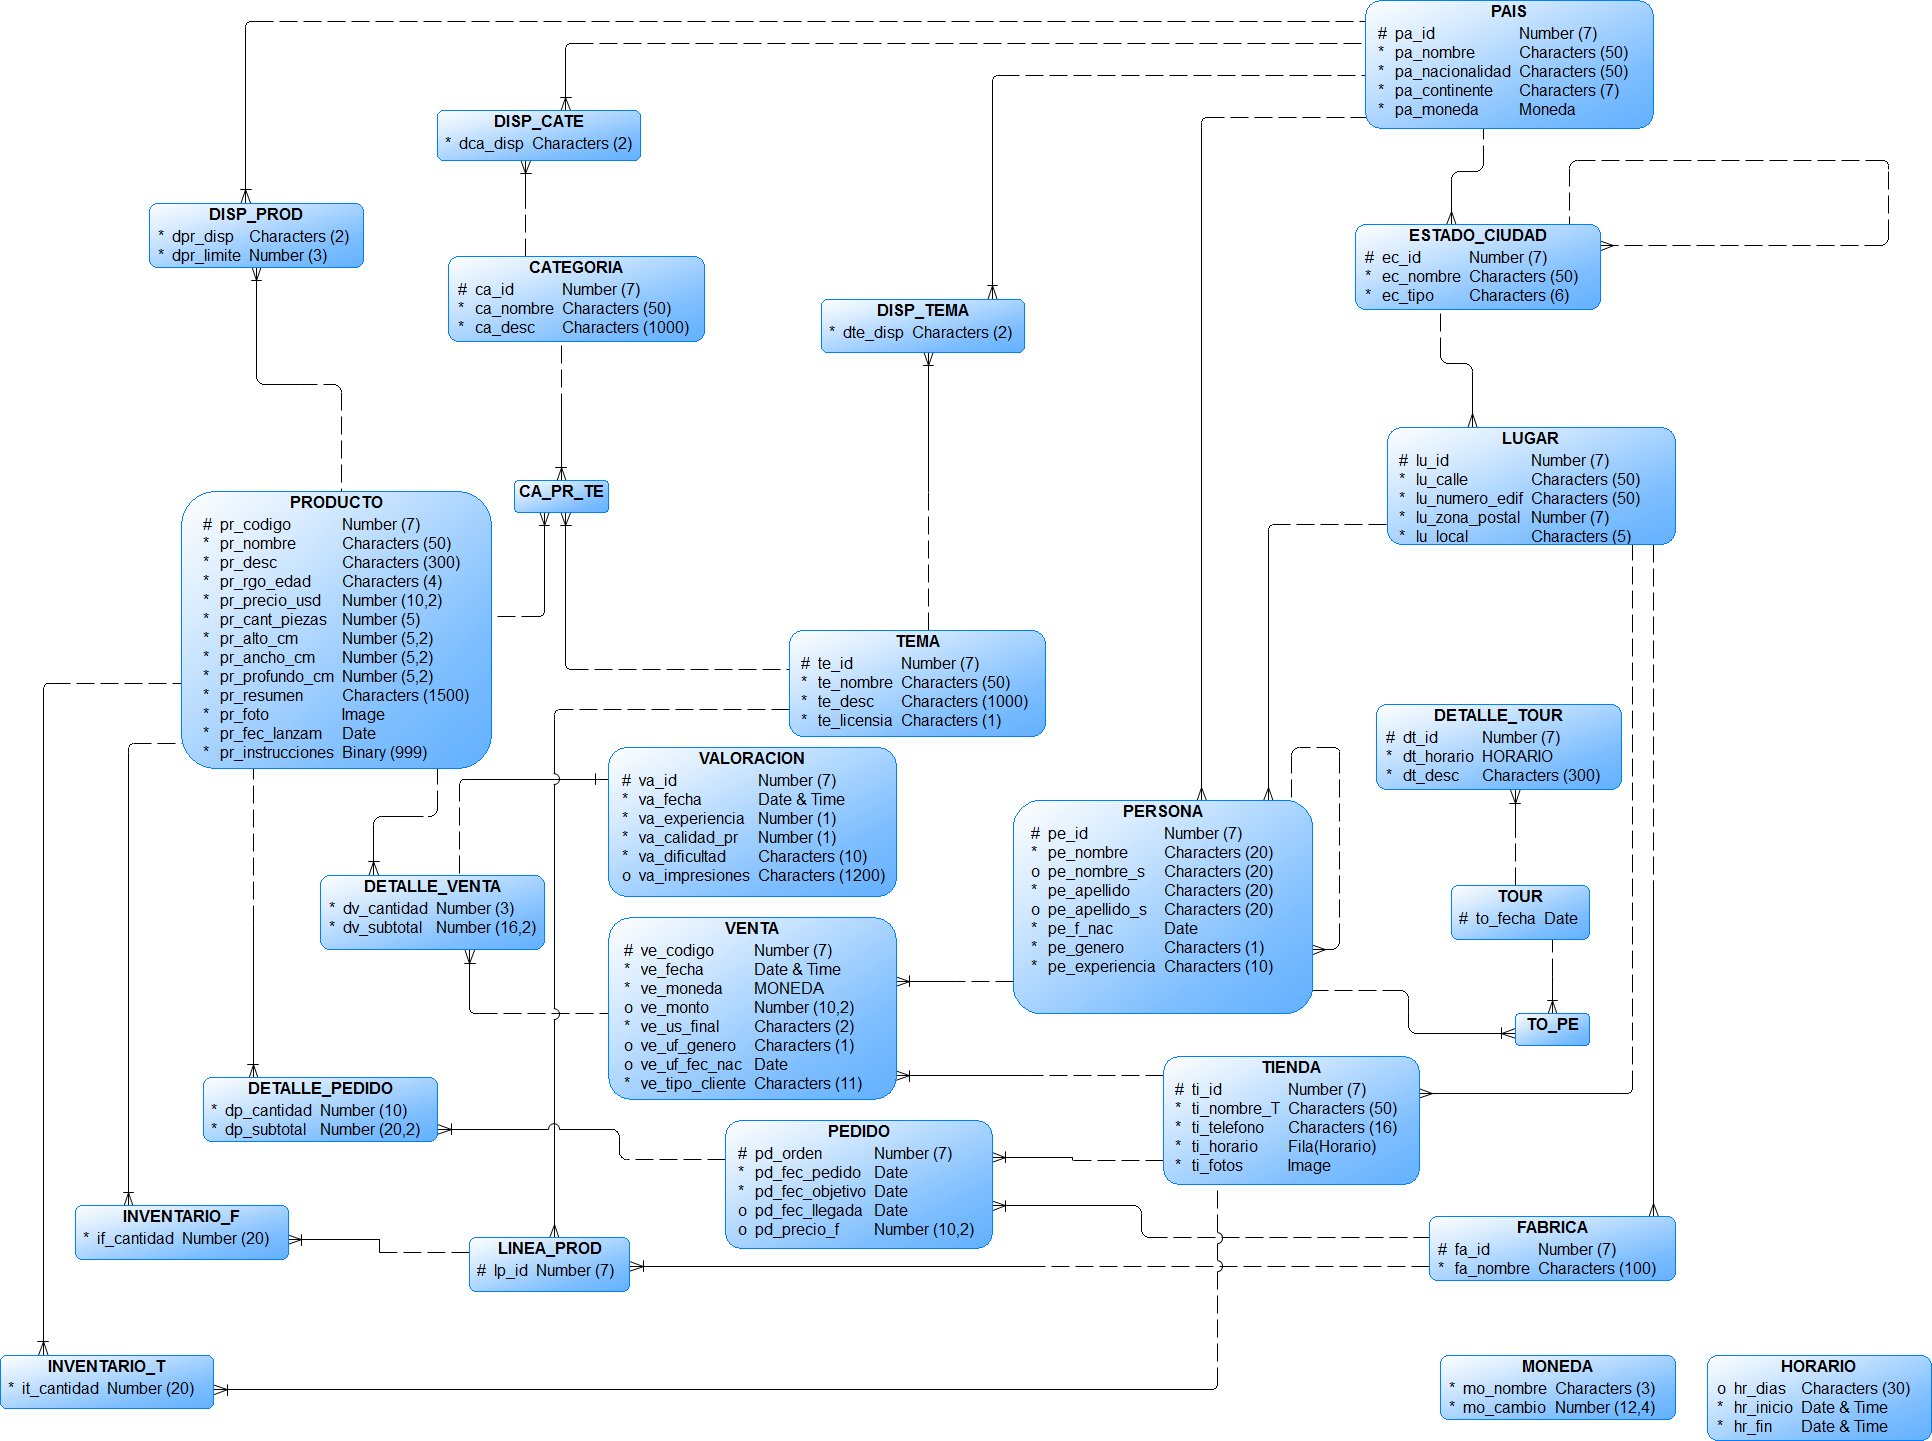 PAIS
# pa_id Number (7)
* pa_nombre Characters (50)
* pa_nacionalidad Characters (50)
* pa_continente Characters (7)
* pa_moneda Moneda
DISP_CATE
* dca_disp Characters (2)
DISP_PROD
* dpr_disp Characters (2)
* dpr_limite Number (3)
ESTADO_CIUDAD
# ec_id Number (7)
* ec_nombre Characters (50)
* ec_tipo Characters (6)
CATEGORIA
# ca_id Number (7)
* ca_nombre Characters (50)
* ca_desc Characters (1000)
DISP_TEMA
* dte_disp Characters (2)
LUGAR
# lu_id Number (7)
* lu_calle Characters (50)
* lu_numero_edif Characters (50)
* lu_zona_postal Number (7)
* lu_local Characters (5)
CA_PR_TE
PRODUCTO
# pr_codigo Number (7)
* pr_nombre Characters (50)
* pr_desc Characters (300)
* pr_rgo_edad Characters (4)
* pr_precio_usd Number (10,2)
* pr_cant_piezas Number (5)
* pr_alto_cm Number (5,2)
* pr_ancho_cm Number (5,2)
* pr_profundo_cm Number (5,2)
* pr_resumen Characters (1500)
* pr_foto Image
* pr_fec_lanzam Date
* pr_instrucciones Binary (999)
TEMA
# te_id Number (7)
* te_nombre Characters (50)
* te_desc Characters (1000)
* te_licensia Characters (1)
DETALLE_TOUR
# dt_id Number (7)
* dt_horario HORARIO
* dt_desc Characters (300)
VALORACION
# va_id Number (7)
* va_fecha Date & Time
* va_experiencia Number (1)
* va_calidad_pr Number (1)
* va_dificultad Characters (10)
o va_impresiones Characters (1200)
PERSONA
# pe_id Number (7)
* pe_nombre Characters (20)
o pe_nombre_s Characters (20)
* pe_apellido Characters (20)
o pe_apellido_s Characters (20)
* pe_f_nac Date
* pe_genero Characters (1)
* pe_experiencia Characters (10)
DETALLE_VENTA
* dv_cantidad Number (3)
* dv_subtotal Number (16,2)
TOUR
# to_fecha Date
VENTA
# ve_codigo Number (7)
* ve_fecha Date & Time
* ve_moneda MONEDA
o ve_monto Number (10,2)
* ve_us_final Characters (2)
o ve_uf_genero Characters (1)
o ve_uf_fec_nac Date
* ve_tipo_cliente Characters (11)
TO_PE
TIENDA
# ti_id Number (7)
* ti_nombre_T Characters (50)
* ti_telefono Characters (16)
* ti_horario Fila(Horario)
* ti_fotos Image
DETALLE_PEDIDO
* dp_cantidad Number (10)
* dp_subtotal Number (20,2)
PEDIDO
# pd_orden Number (7)
* pd_fec_pedido Date
* pd_fec_objetivo Date
o pd_fec_llegada Date
o pd_precio_f Number (10,2)
INVENTARIO_F
* if_cantidad Number (20)
LINEA_PROD
# lp_id Number (7)
FABRICA
# fa_id Number (7)
* fa_nombre Characters (100)
INVENTARIO_T
* it_cantidad Number (20)
MONEDA
* mo_nombre Characters (3)
* mo_cambio Number (12,4)
HORARIO
o hr_dias Characters (30)
* hr_inicio Date & Time
* hr_fin Date & Time